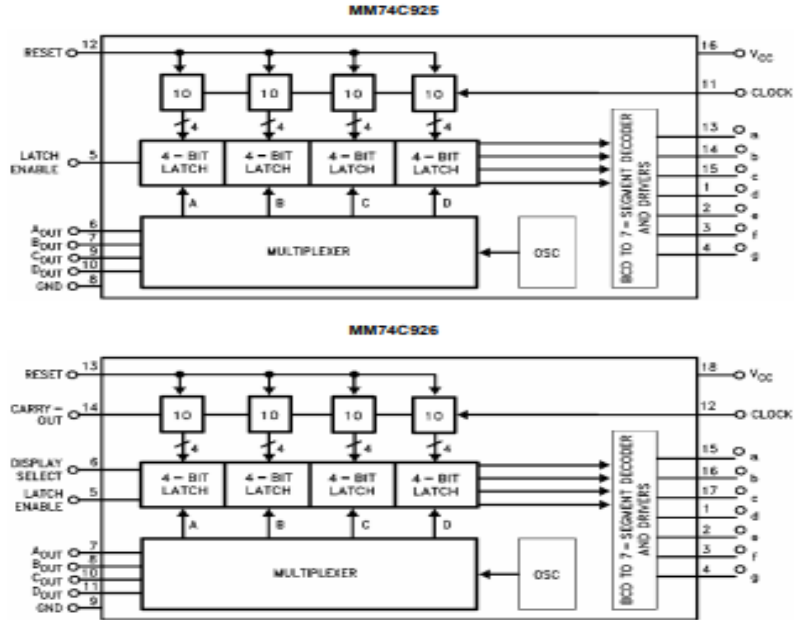 MM74C925
RESET 12
16 VCC
10 10 10 10
11 CLOCK
4 4 4 4
LATCH ENABLE 5
4-BIT LATCH 4-BIT LATCH 4-BIT LATCH 4-BIT LATCH
13 a
14 b
15 c
1 d
2 e
3 f
4 g
A B C D
AOUT 6
BOUT 7
COUT 9
DOUT 10
GND 8
MULTIPLEXER
OSC
BCD TO 7-SEGMENT DECODER AND DRIVERS
MM74C926
RESET 13
18 VCC
CARRY-OUT 14
10 10 10 10
12 CLOCK
4 4 4 4
DISPLAY SELECT 6
LATCH ENABLE 5
4-BIT LATCH 4-BIT LATCH 4-BIT LATCH 4-BIT LATCH
15 a
16 b
17 c
1 d
2 e
3 f
4 g
A B C D
AOUT 7
BOUT 8
COUT 10
DOUT 11
GND 9
MULTIPLEXER
OSC
BCD TO 7-SEGMENT DECODER AND DRIVERS